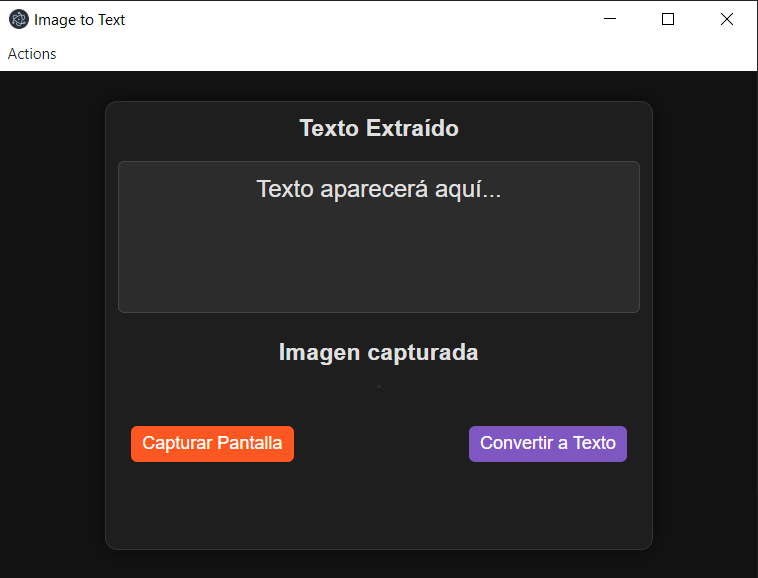 Image to Text
Actions
Texto Extraído
Texto aparecerá aquí...
Imagen capturada
Capturar Pantalla
Convertir a Texto